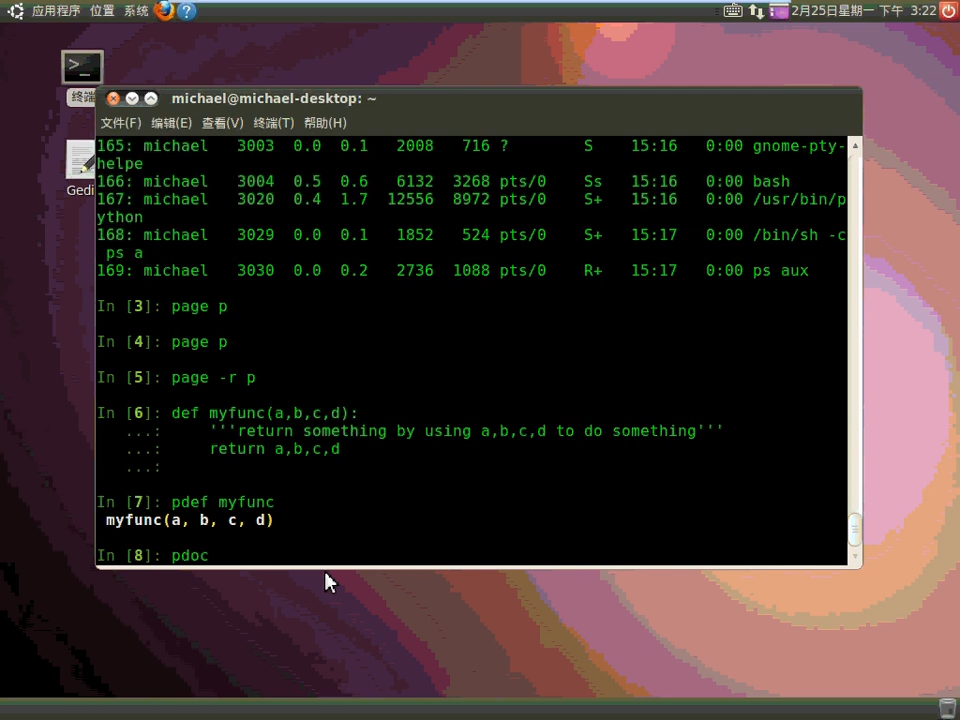 应用程序 位置 系统 ? 2月25日星期一 下午 3:22
>_
终端
Gedi
michael@michael-desktop: ~
文件(F) 编辑(E) 查看(V) 终端(T) 帮助(H)
165: michael 3003 0.0 0.1 2008 716 ? S 15:16 0:00 gnome-pty-
helpe
166: michael 3004 0.5 0.6 6132 3268 pts/0 Ss 15:16 0:00 bash
167: michael 3020 0.4 1.7 12556 8972 pts/0 S+ 15:16 0:00 /usr/bin/p
ython
168: michael 3029 0.0 0.1 1852 524 pts/0 S+ 15:17 0:00 /bin/sh -c
ps a
169: michael 3030 0.0 0.2 2736 1088 pts/0 R+ 15:17 0:00 ps aux
In [3]: page p
In [4]: page p
In [5]: page -r p
In [6]: def myfunc(a,b,c,d):
...: '''return something by using a,b,c,d to do something'''
...: return a,b,c,d
...:
In [7]: pdef myfunc
myfunc(a, b, c, d)
In [8]: pdoc